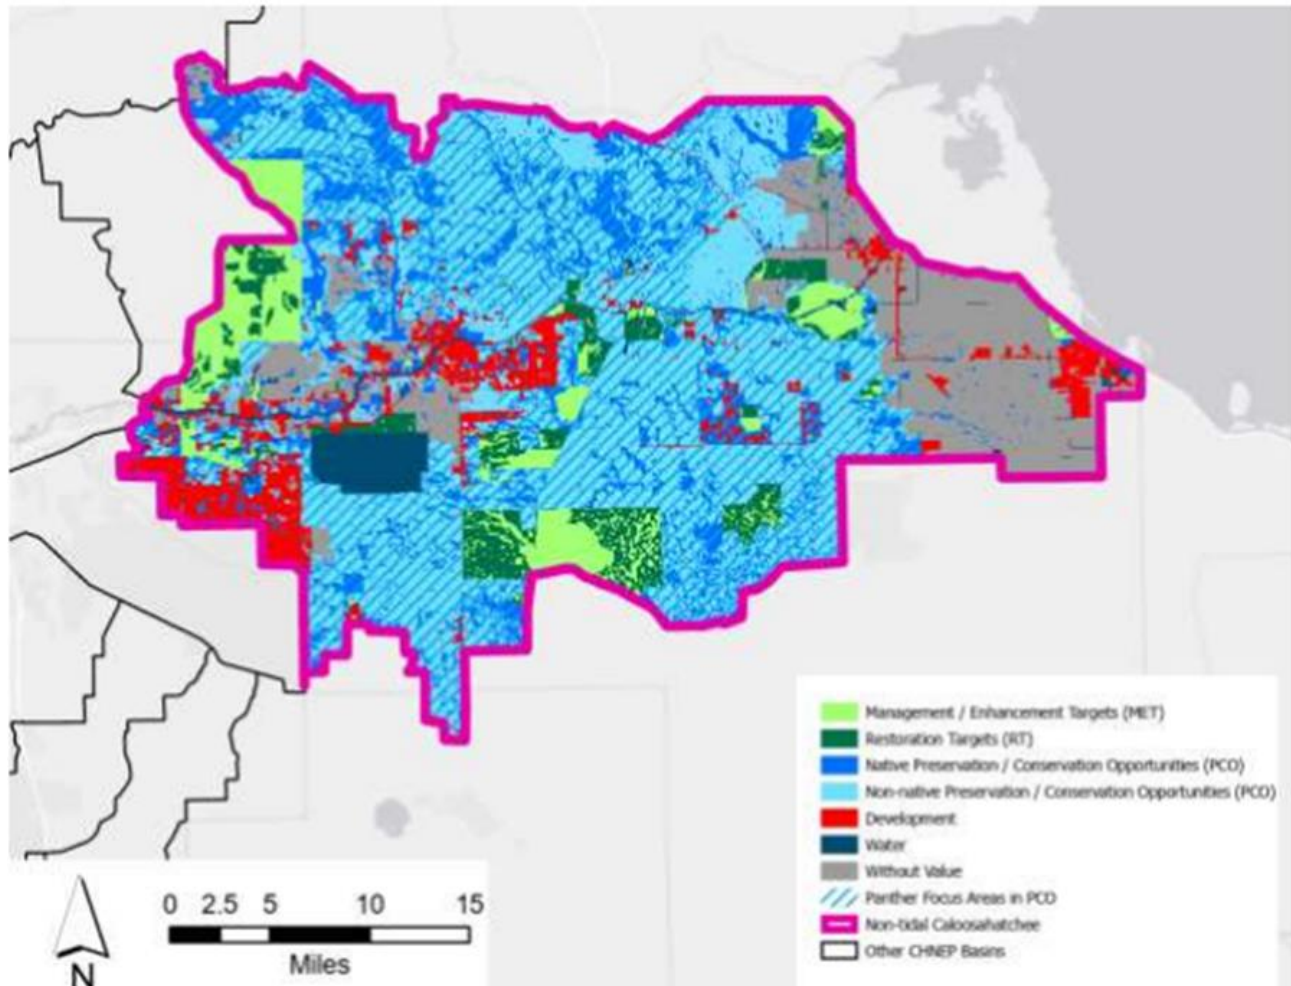 Management / Enhancement Targets (MET)
Restoration Targets (RT)
Native Preservation / Conservation Opportunities (PCO)
Non-native Preservation / Conservation Opportunities (PCO)
Development
Water
Without Value
Panther Focus Areas in PCO
Non-tidal Caloosahatchee
Other CHNEP Basins
0 2.5 5 10 15
Miles
N